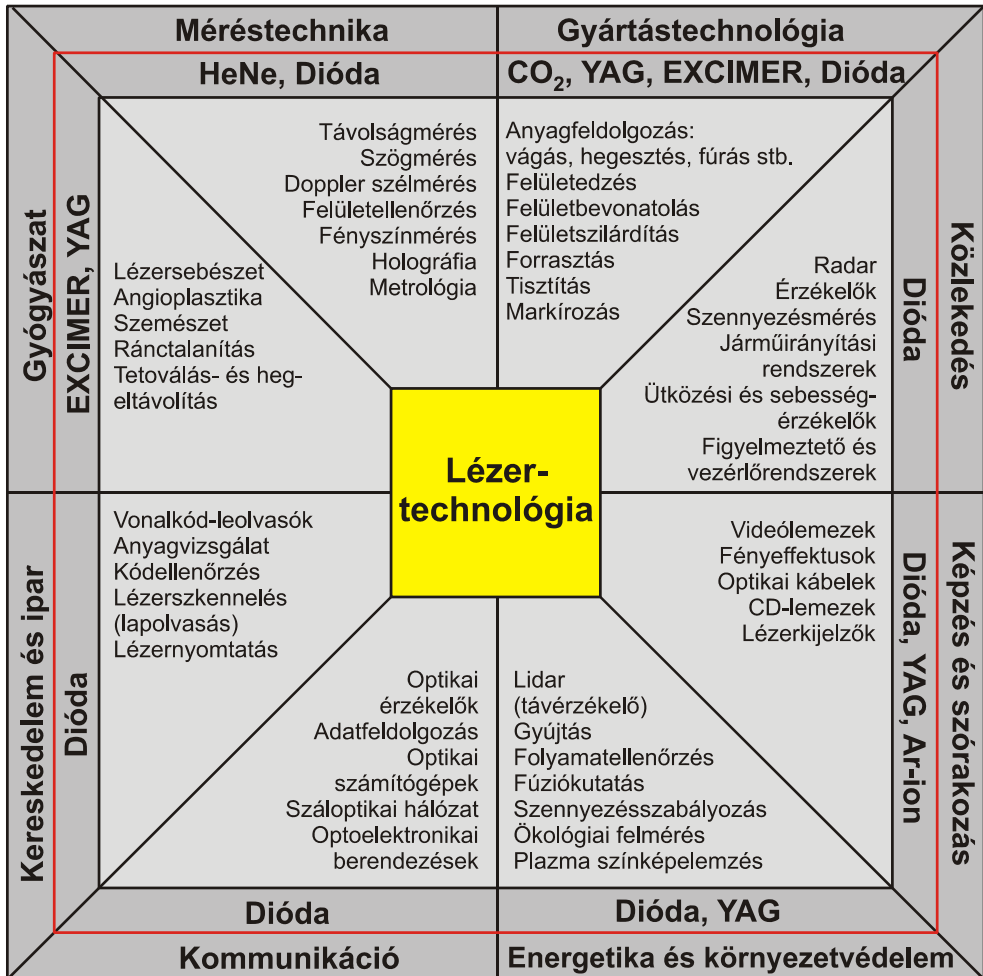 Méréstechnika
HeNe, Dióda
Távolságmérés
Szögmérés
Doppler szélmérés
Felületellenőrzés
Fényszínmérés
Holográfia
Metrológia
Gyártástechnológia
CO₂, YAG, EXCIMER, Dióda
Anyagfeldolgozás:
vágás, hegesztés, fúrás stb.
Felületedzés
Felületbevonatolás
Felületszilárdítás
Forrasztás
Tisztítás
Markírozás
Közlekedés
Dióda
Radar
Érzékelők
Szennyezésmérés
Járműirányítási
rendszerek
Ütközési és sebesség-
érzékelők
Figyelmeztető és
vezérlőrendszerek
Gyógyászat
EXCIMER, YAG
Lézersebészet
Angioplasztika
Szemészet
Ránctalanítás
Tetoválás- és heg-
eltávolítás
Lézer-
technológia
Kereskedelem és ipar
Dióda
Vonalkód-leolvasók
Anyagvizsgálat
Kódellenőrzés
Lézerszkennelés
(lapolvasás)
Lézernyomtatás
Képzés és szórakozás
Dióda, YAG, Ar-ion
Videólemezek
Fényeffektusok
Optikai kábelek
CD-lemezek
Lézerkijelzők
Optikai
érzékelők
Adatfeldolgozás
Optikai
számítógépek
Száloptikai hálózat
Optoelektronikai
berendezések
Dióda
Kommunikáció
Lidar
(távérzékelő)
Gyújtás
Folyamatellenőrzés
Fúziókutatás
Szennyezésszabályozás
Ökológiai felmérés
Plazma színképelemzés
Dióda, YAG
Energetika és környezetvédelem